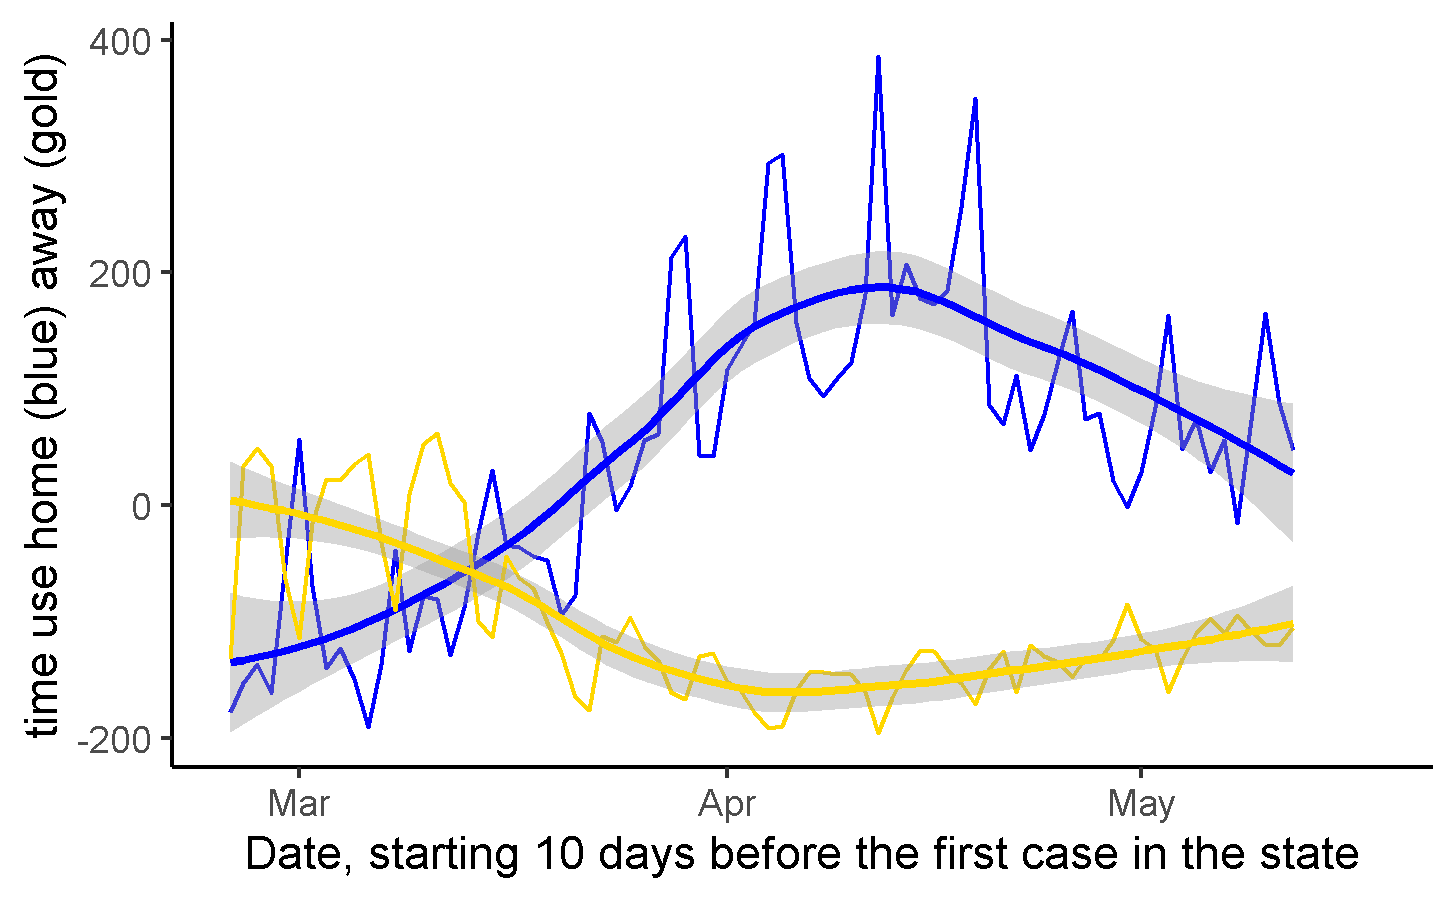 time use home (blue) away (gold)
400
200
0
-200
Mar
Apr
May
Date, starting 10 days before the first case in the state